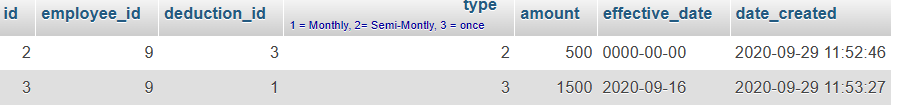 id employee_id deduction_id type amount effective_date date_created
1 = Monthly, 2= Semi-Montly, 3 = once
2 9 3 2 500 0000-00-00 2020-09-29 11:52:46
3 9 1 3 1500 2020-09-16 2020-09-29 11:53:27